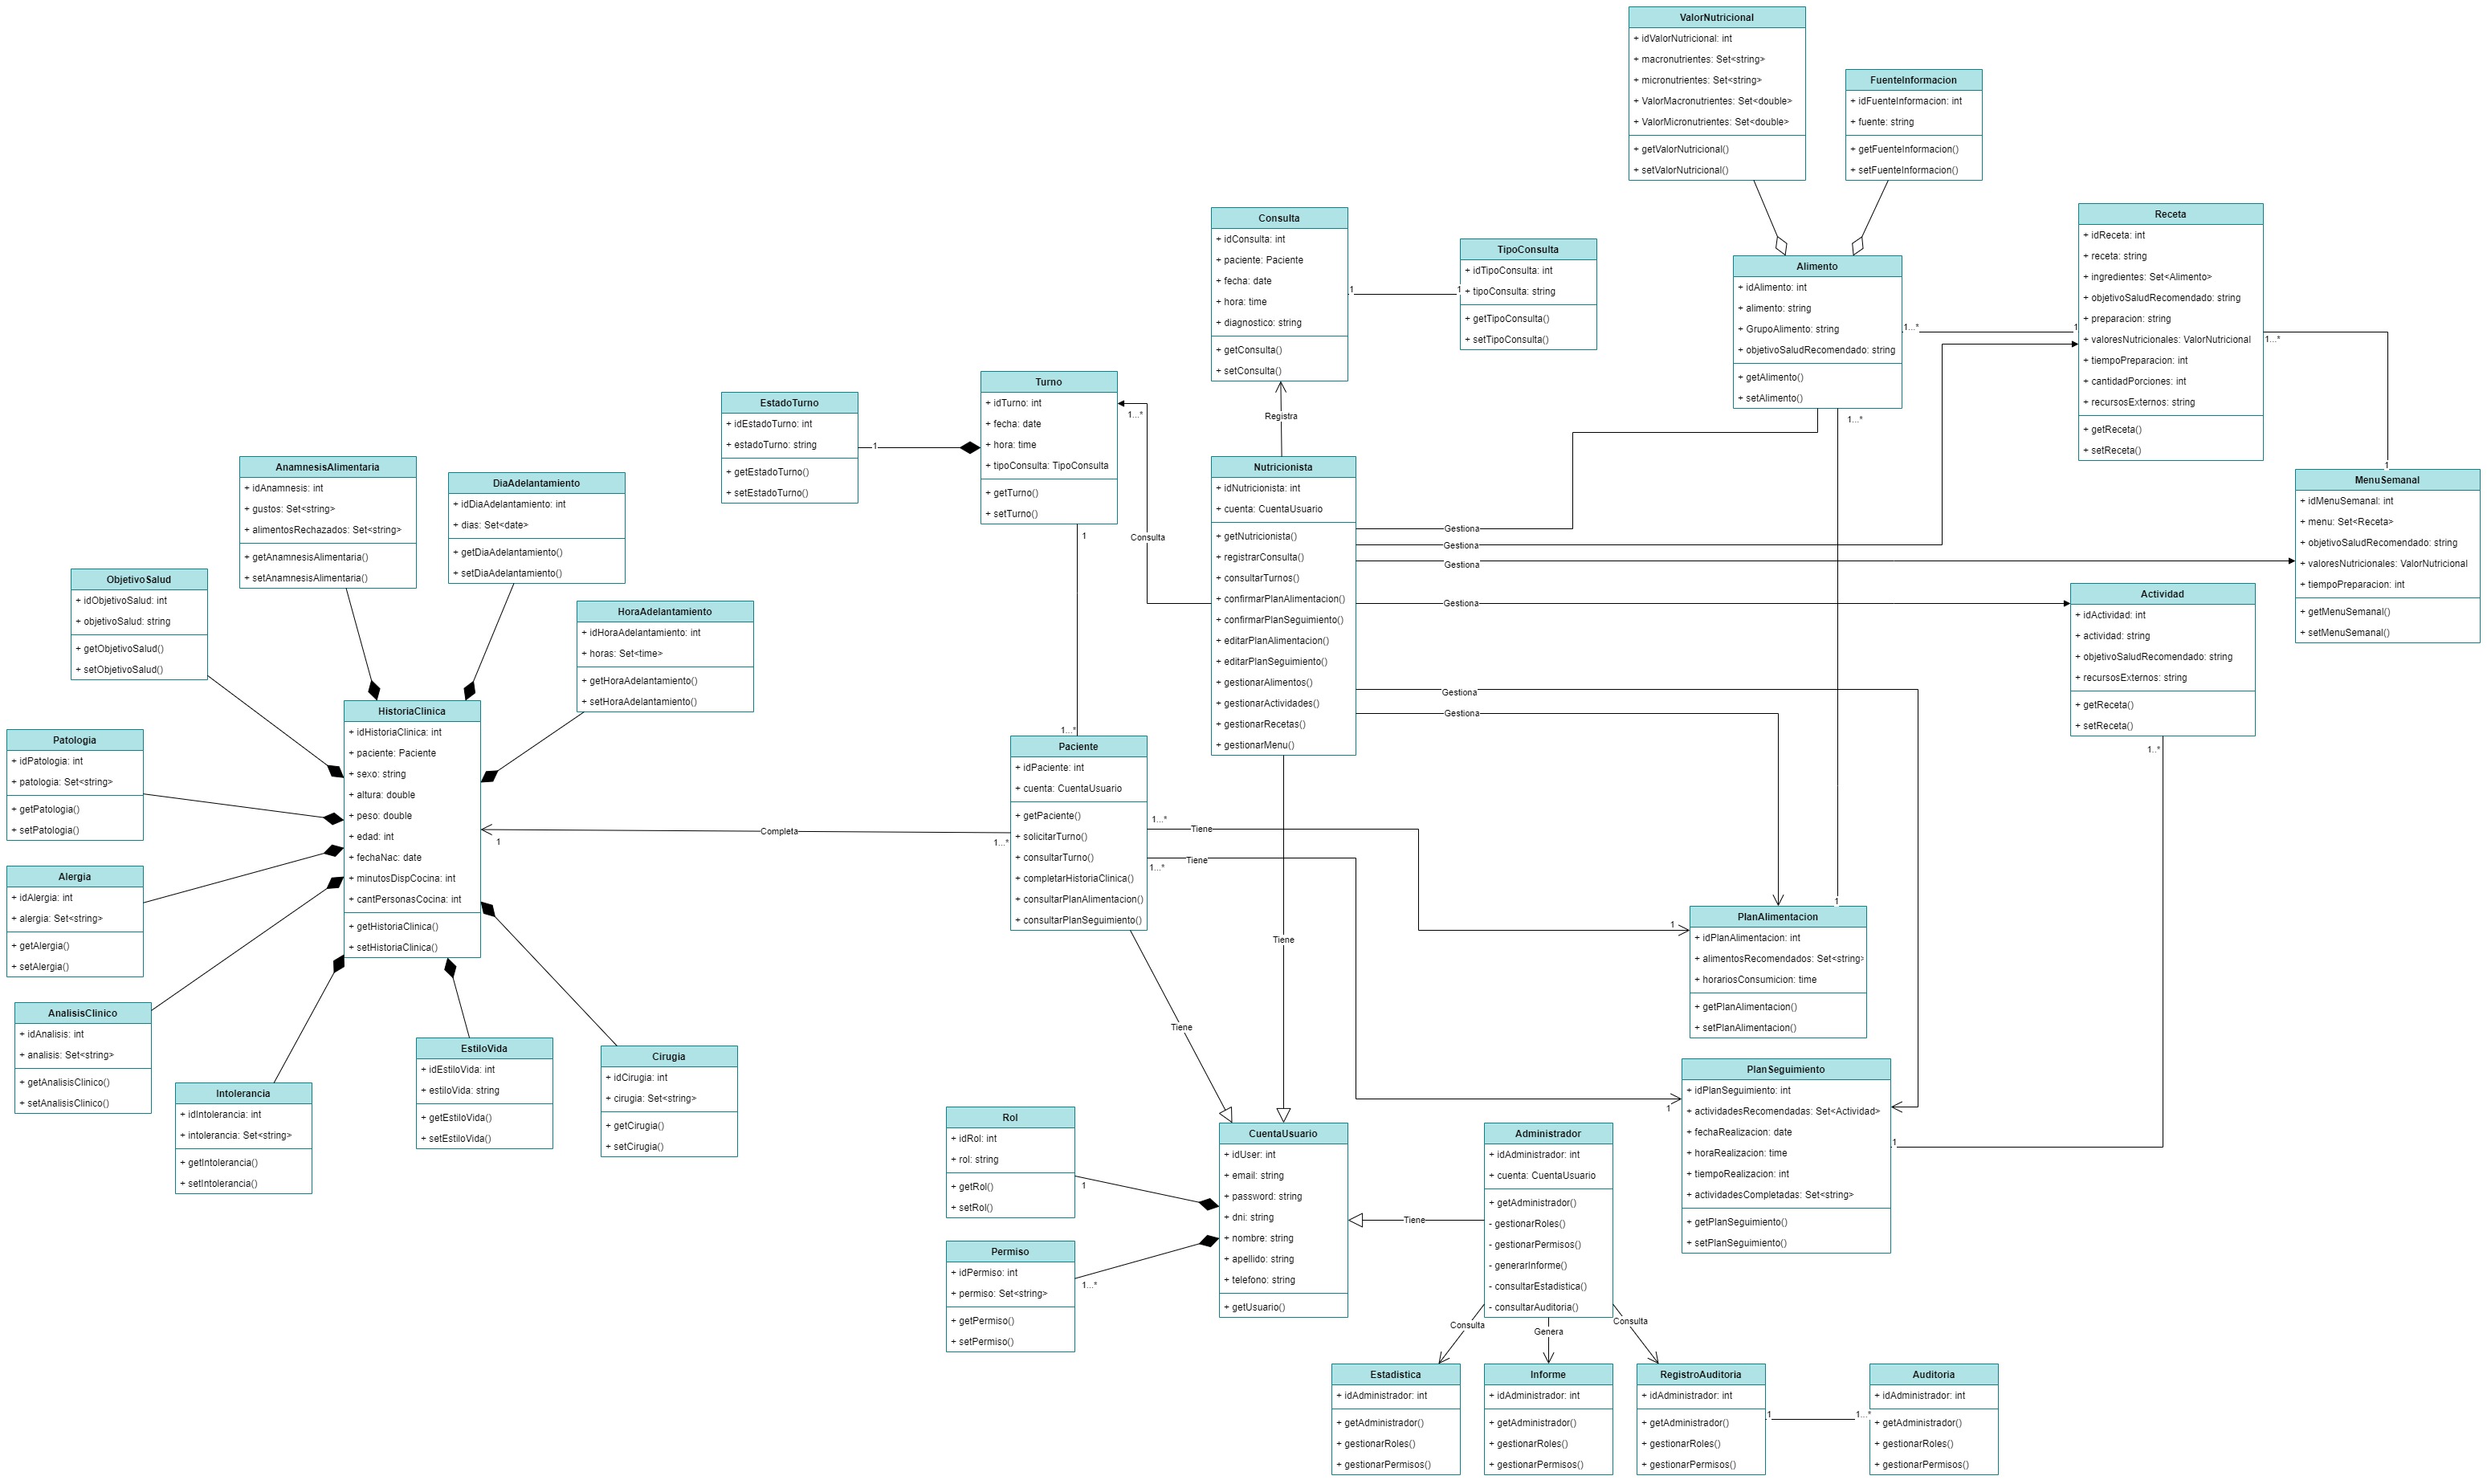 ValorNutricional
+ idValorNutricional: int
+ macronutrientes: Set<string>
+ micronutrientes: Set<string>
+ ValorMacronutrientes: Set<double>
+ ValorMicronutrientes: Set<double>
+ getValorNutricional()
+ setValorNutricional()
FuenteInformacion
+ idFuenteInformacion: int
+ fuente: string
+ getFuenteInformacion()
+ setFuenteInformacion()
Consulta
+ idConsulta: int
+ paciente: Paciente
+ fecha: date
+ hora: time
+ diagnostico: string
+ getConsulta()
+ setConsulta()
1
1
TipoConsulta
+ idTipoConsulta: int
+ tipoConsulta: string
+ getTipoConsulta()
+ setTipoConsulta()
Alimento
+ idAlimento: int
+ alimento: string
+ GrupoAlimento: string
+ objetivoSaludRecomendado: string
+ getAlimento()
+ setAlimento()
1...*
1
1...*
Receta
+ idReceta: int
+ receta: string
+ ingredientes: Set<Alimento>
+ objetivoSaludRecomendado: string
+ preparacion: string
+ valoresNutricionales: ValorNutricional
+ tiempoPreparacion: int
+ cantidadPorciones: int
+ recursosExternos: string
+ getReceta()
+ setReceta()
1...*
1
MenuSemanal
+ idMenuSemanal: int
+ menu: Set<Receta>
+ objetivoSaludRecomendado: string
+ valoresNutricionales: ValorNutricional
+ tiempoPreparacion: int
+ getMenuSemanal()
+ setMenuSemanal()
EstadoTurno
+ idEstadoTurno: int
+ estadoTurno: string
+ getEstadoTurno()
+ setEstadoTurno()
1
Turno
+ idTurno: int
+ fecha: date
+ hora: time
+ tipoConsulta: TipoConsulta
+ getTurno()
+ setTurno()
1...*
1
Consulta
Registra
Nutricionista
+ idNutricionista: int
+ cuenta: CuentaUsuario
+ getNutricionista()
+ registrarConsulta()
+ consultarTurnos()
+ confirmarPlanAlimentacion()
+ confirmarPlanSeguimiento()
+ editarPlanAlimentacion()
+ editarPlanSeguimiento()
+ gestionarAlimentos()
+ gestionarActividades()
+ gestionarRecetas()
+ gestionarMenu()
Gestiona
Gestiona
Gestiona
Gestiona
Gestiona
Gestiona
Actividad
+ idActividad: int
+ actividad: string
+ objetivoSaludRecomendado: string
+ recursosExternos: string
+ getReceta()
+ setReceta()
1..*
AnamnesisAlimentaria
+ idAnamnesis: int
+ gustos: Set<string>
+ alimentosRechazados: Set<string>
+ getAnamnesisAlimentaria()
+ setAnamnesisAlimentaria()
DiaAdelantamiento
+ idDiaAdelantamiento: int
+ dias: Set<date>
+ getDiaAdelantamiento()
+ setDiaAdelantamiento()
ObjetivoSalud
+ idObjetivoSalud: int
+ objetivoSalud: string
+ getObjetivoSalud()
+ setObjetivoSalud()
HoraAdelantamiento
+ idHoraAdelantamiento: int
+ horas: Set<time>
+ getHoraAdelantamiento()
+ setHoraAdelantamiento()
HistoriaClinica
+ idHistoriaClinica: int
+ paciente: Paciente
+ sexo: string
+ altura: double
+ peso: double
+ edad: int
+ fechaNac: date
+ minutosDispCocina: int
+ cantPersonasCocina: int
+ getHistoriaClinica()
+ setHistoriaClinica()
1
Completa
1...*
Patologia
+ idPatologia: int
+ patologia: Set<string>
+ getPatologia()
+ setPatologia()
Alergia
+ idAlergia: int
+ alergia: Set<string>
+ getAlergia()
+ setAlergia()
AnalisisClinico
+ idAnalisis: int
+ analisis: Set<string>
+ getAnalisisClinico()
+ setAnalisisClinico()
Intolerancia
+ idIntolerancia: int
+ intolerancia: Set<string>
+ getIntolerancia()
+ setIntolerancia()
EstiloVida
+ idEstiloVida: int
+ estiloVida: string
+ getEstiloVida()
+ setEstiloVida()
Cirugia
+ idCirugia: int
+ cirugia: Set<string>
+ getCirugia()
+ setCirugia()
1...*
Paciente
+ idPaciente: int
+ cuenta: CuentaUsuario
+ getPaciente()
+ solicitarTurno()
+ consultarTurno()
+ completarHistoriaClinica()
+ consultarPlanAlimentacion()
+ consultarPlanSeguimiento()
1...*
Tiene
1...*
Tiene
Tiene
Tiene
1
1
PlanAlimentacion
+ idPlanAlimentacion: int
+ alimentosRecomendados: Set<string>
+ horariosConsumicion: time
+ getPlanAlimentacion()
+ setPlanAlimentacion()
1
PlanSeguimiento
+ idPlanSeguimiento: int
+ actividadesRecomendadas: Set<Actividad>
+ fechaRealizacion: date
+ horaRealizacion: time
+ tiempoRealizacion: int
+ actividadesCompletadas: Set<string>
+ getPlanSeguimiento()
+ setPlanSeguimiento()
1
Rol
+ idRol: int
+ rol: string
+ getRol()
+ setRol()
1
Permiso
+ idPermiso: int
+ permiso: Set<string>
+ getPermiso()
+ setPermiso()
1...*
CuentaUsuario
+ idUser: int
+ email: string
+ password: string
+ dni: string
+ nombre: string
+ apellido: string
+ telefono: string
+ getUsuario()
Tiene
Administrador
+ idAdministrador: int
+ cuenta: CuentaUsuario
+ getAdministrador()
- gestionarRoles()
- gestionarPermisos()
- generarInforme()
- consultarEstadistica()
- consultarAuditoria()
Consulta
Genera
Consulta
Estadistica
+ idAdministrador: int
+ getAdministrador()
+ gestionarRoles()
+ gestionarPermisos()
Informe
+ idAdministrador: int
+ getAdministrador()
+ gestionarRoles()
+ gestionarPermisos()
RegistroAuditoria
+ idAdministrador: int
+ getAdministrador()
+ gestionarRoles()
+ gestionarPermisos()
1
1...*
Auditoria
+ idAdministrador: int
+ getAdministrador()
+ gestionarRoles()
+ gestionarPermisos()